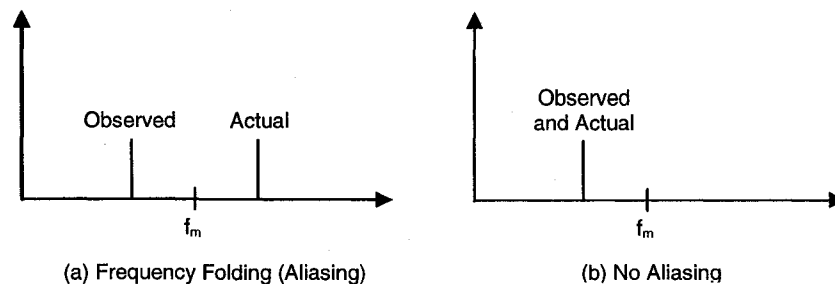 Observed
Actual
f_m
(a) Frequency Folding (Aliasing)
Observed
and Actual
f_m
(b) No Aliasing